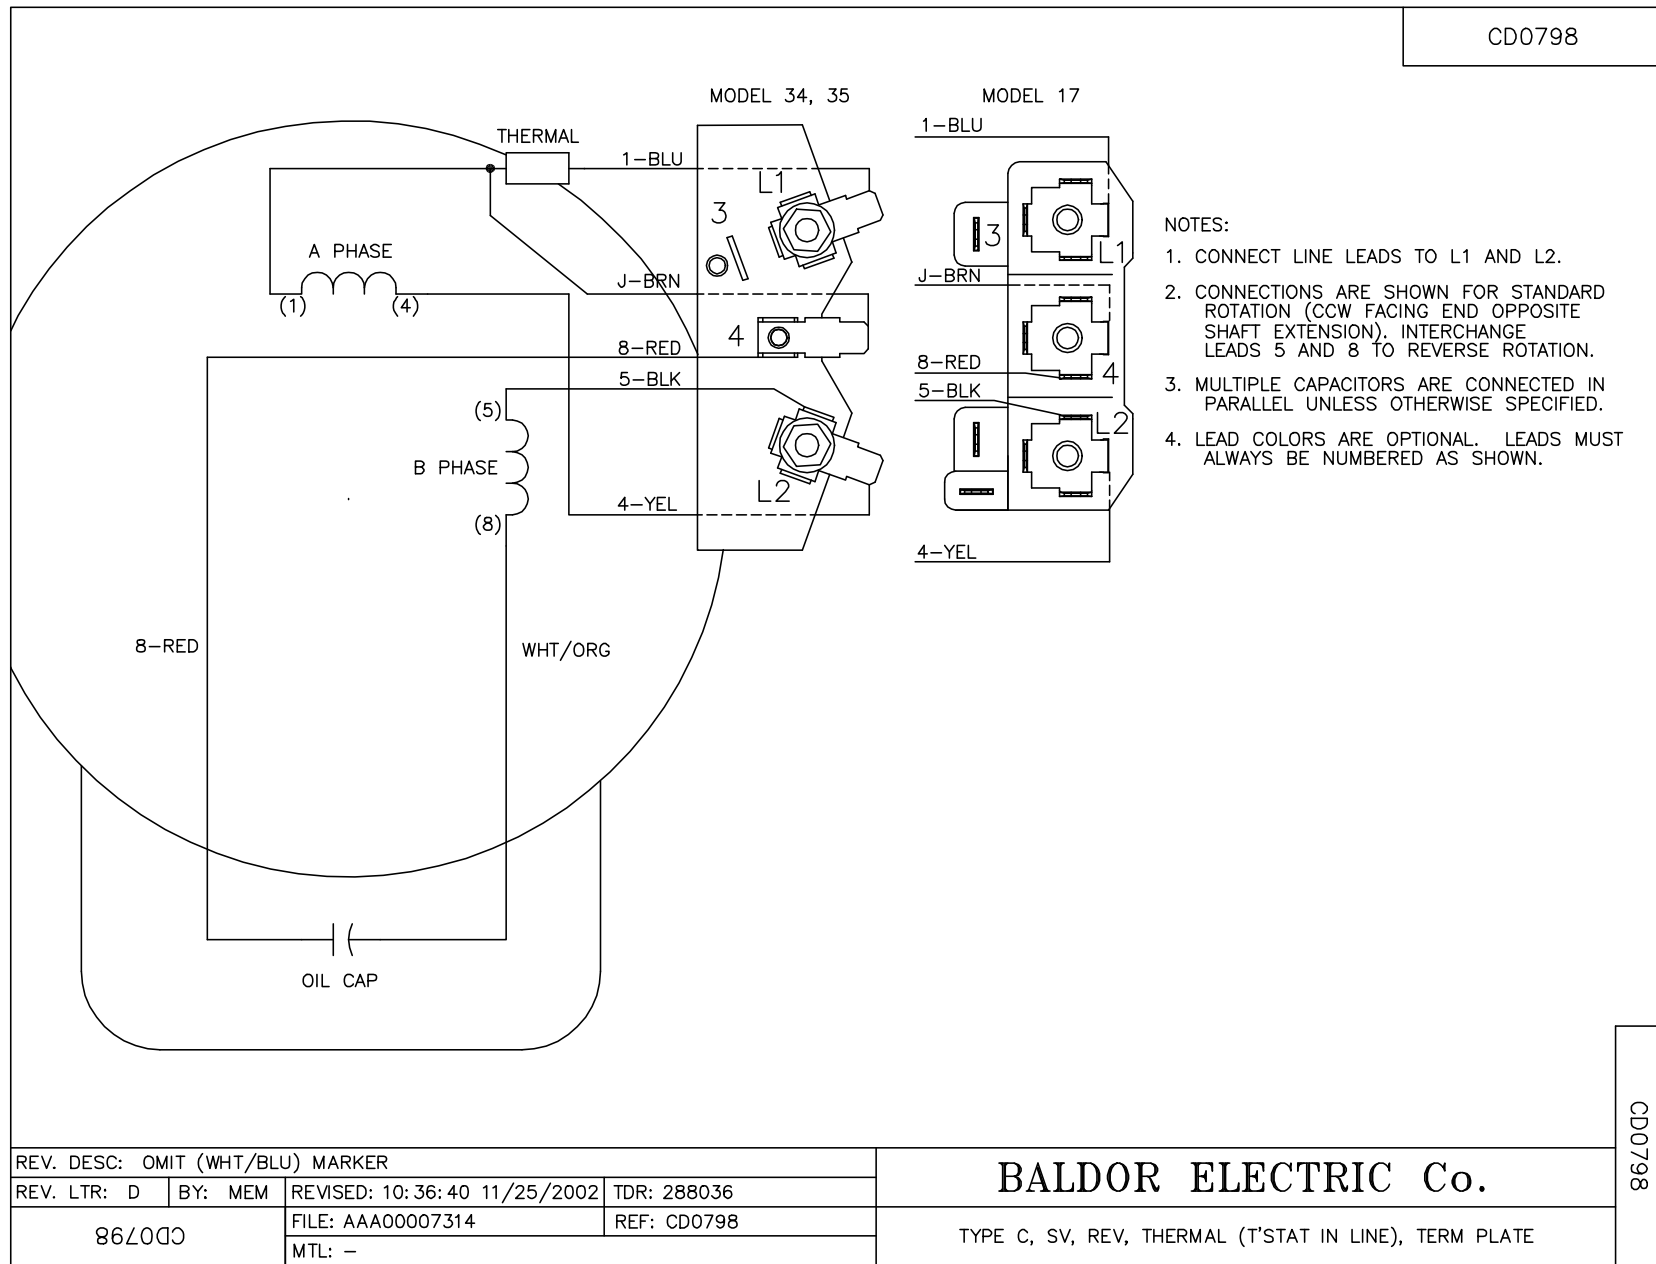 CD0798
MODEL 34, 35
MODEL 17
THERMAL
1-BLU
1-BLU
L1
3
3
L1
A PHASE
(1)
(4)
J-BRN
J-BRN
4
4
8-RED
8-RED
5-BLK
5-BLK
(5)
B PHASE
(8)
L2
L2
4-YEL
4-YEL
8-RED
WHT/ORG
OIL CAP
NOTES:
1. CONNECT LINE LEADS TO L1 AND L2.
2. CONNECTIONS ARE SHOWN FOR STANDARD
ROTATION (CCW FACING END OPPOSITE
SHAFT EXTENSION). INTERCHANGE
LEADS 5 AND 8 TO REVERSE ROTATION.
3. MULTIPLE CAPACITORS ARE CONNECTED IN
PARALLEL UNLESS OTHERWISE SPECIFIED.
4. LEAD COLORS ARE OPTIONAL. LEADS MUST
ALWAYS BE NUMBERED AS SHOWN.
CD0798
REV. DESC: OMIT (WHT/BLU) MARKER
REV. LTR: D
BY: MEM
REVISED: 10:36:40 11/25/2002
TDR: 288036
CD0798
FILE: AAA00007314
REF: CD0798
MTL: -
BALDOR ELECTRIC Co.
TYPE C, SV, REV, THERMAL (T'STAT IN LINE), TERM PLATE